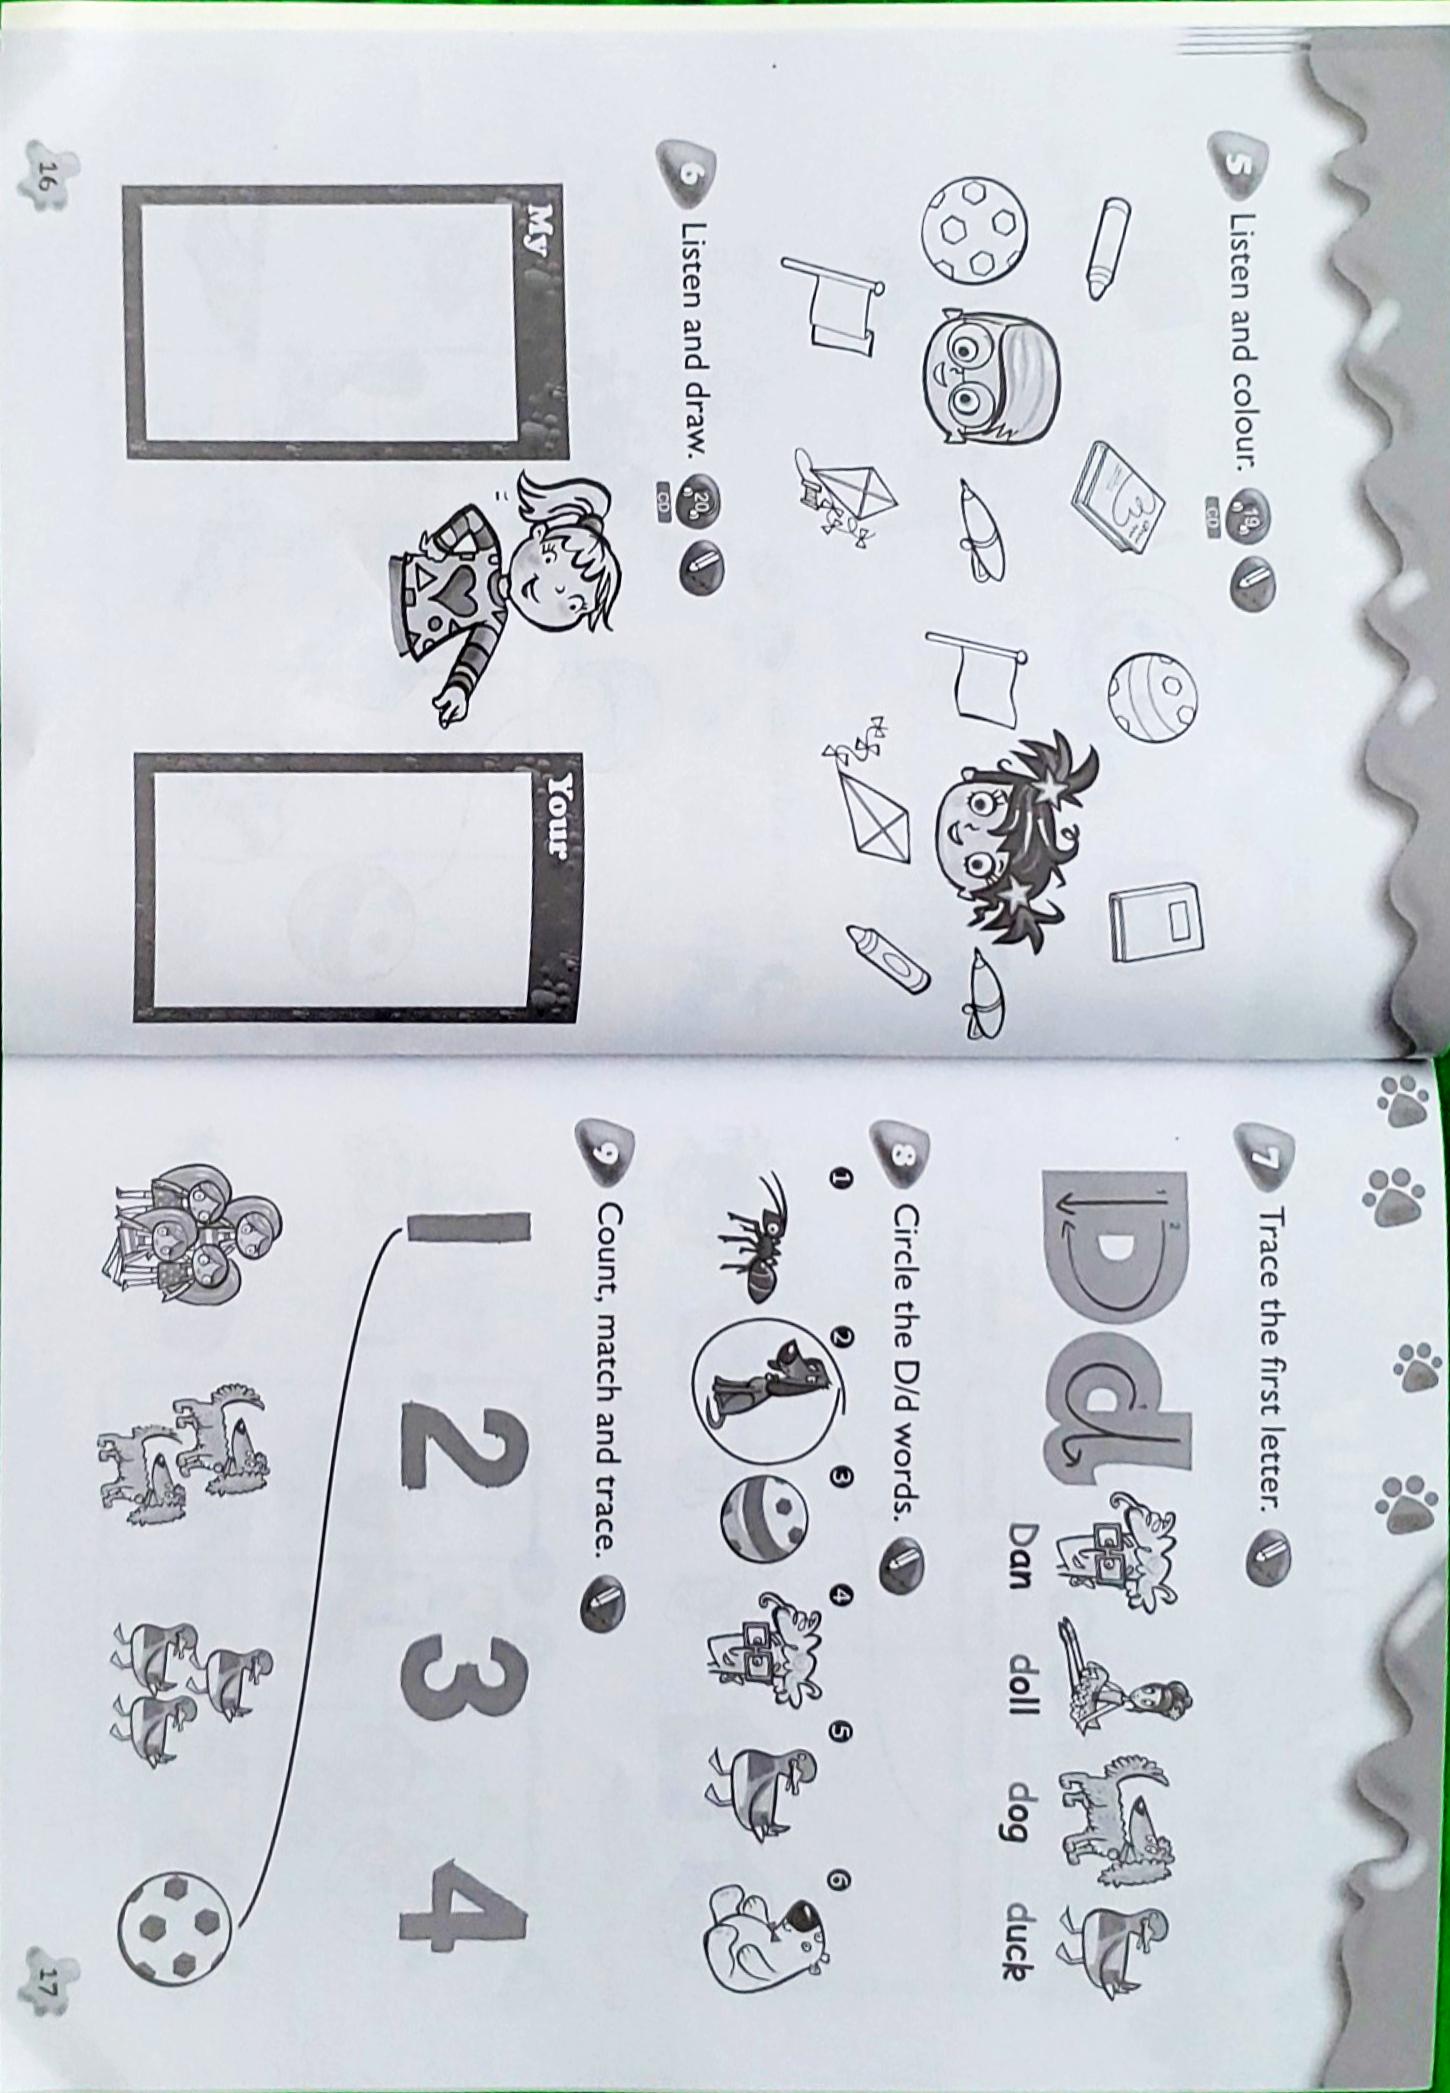 5 Listen and colour. 19
CD
6 Listen and draw. 20
CD
My
Your
16
7 Trace the first letter.
1 2
Dd
Dan doll dog duck
8 Circle the D/d words.
1 2 3 4 5 6
9 Count, match and trace.
1 2 3 4
17